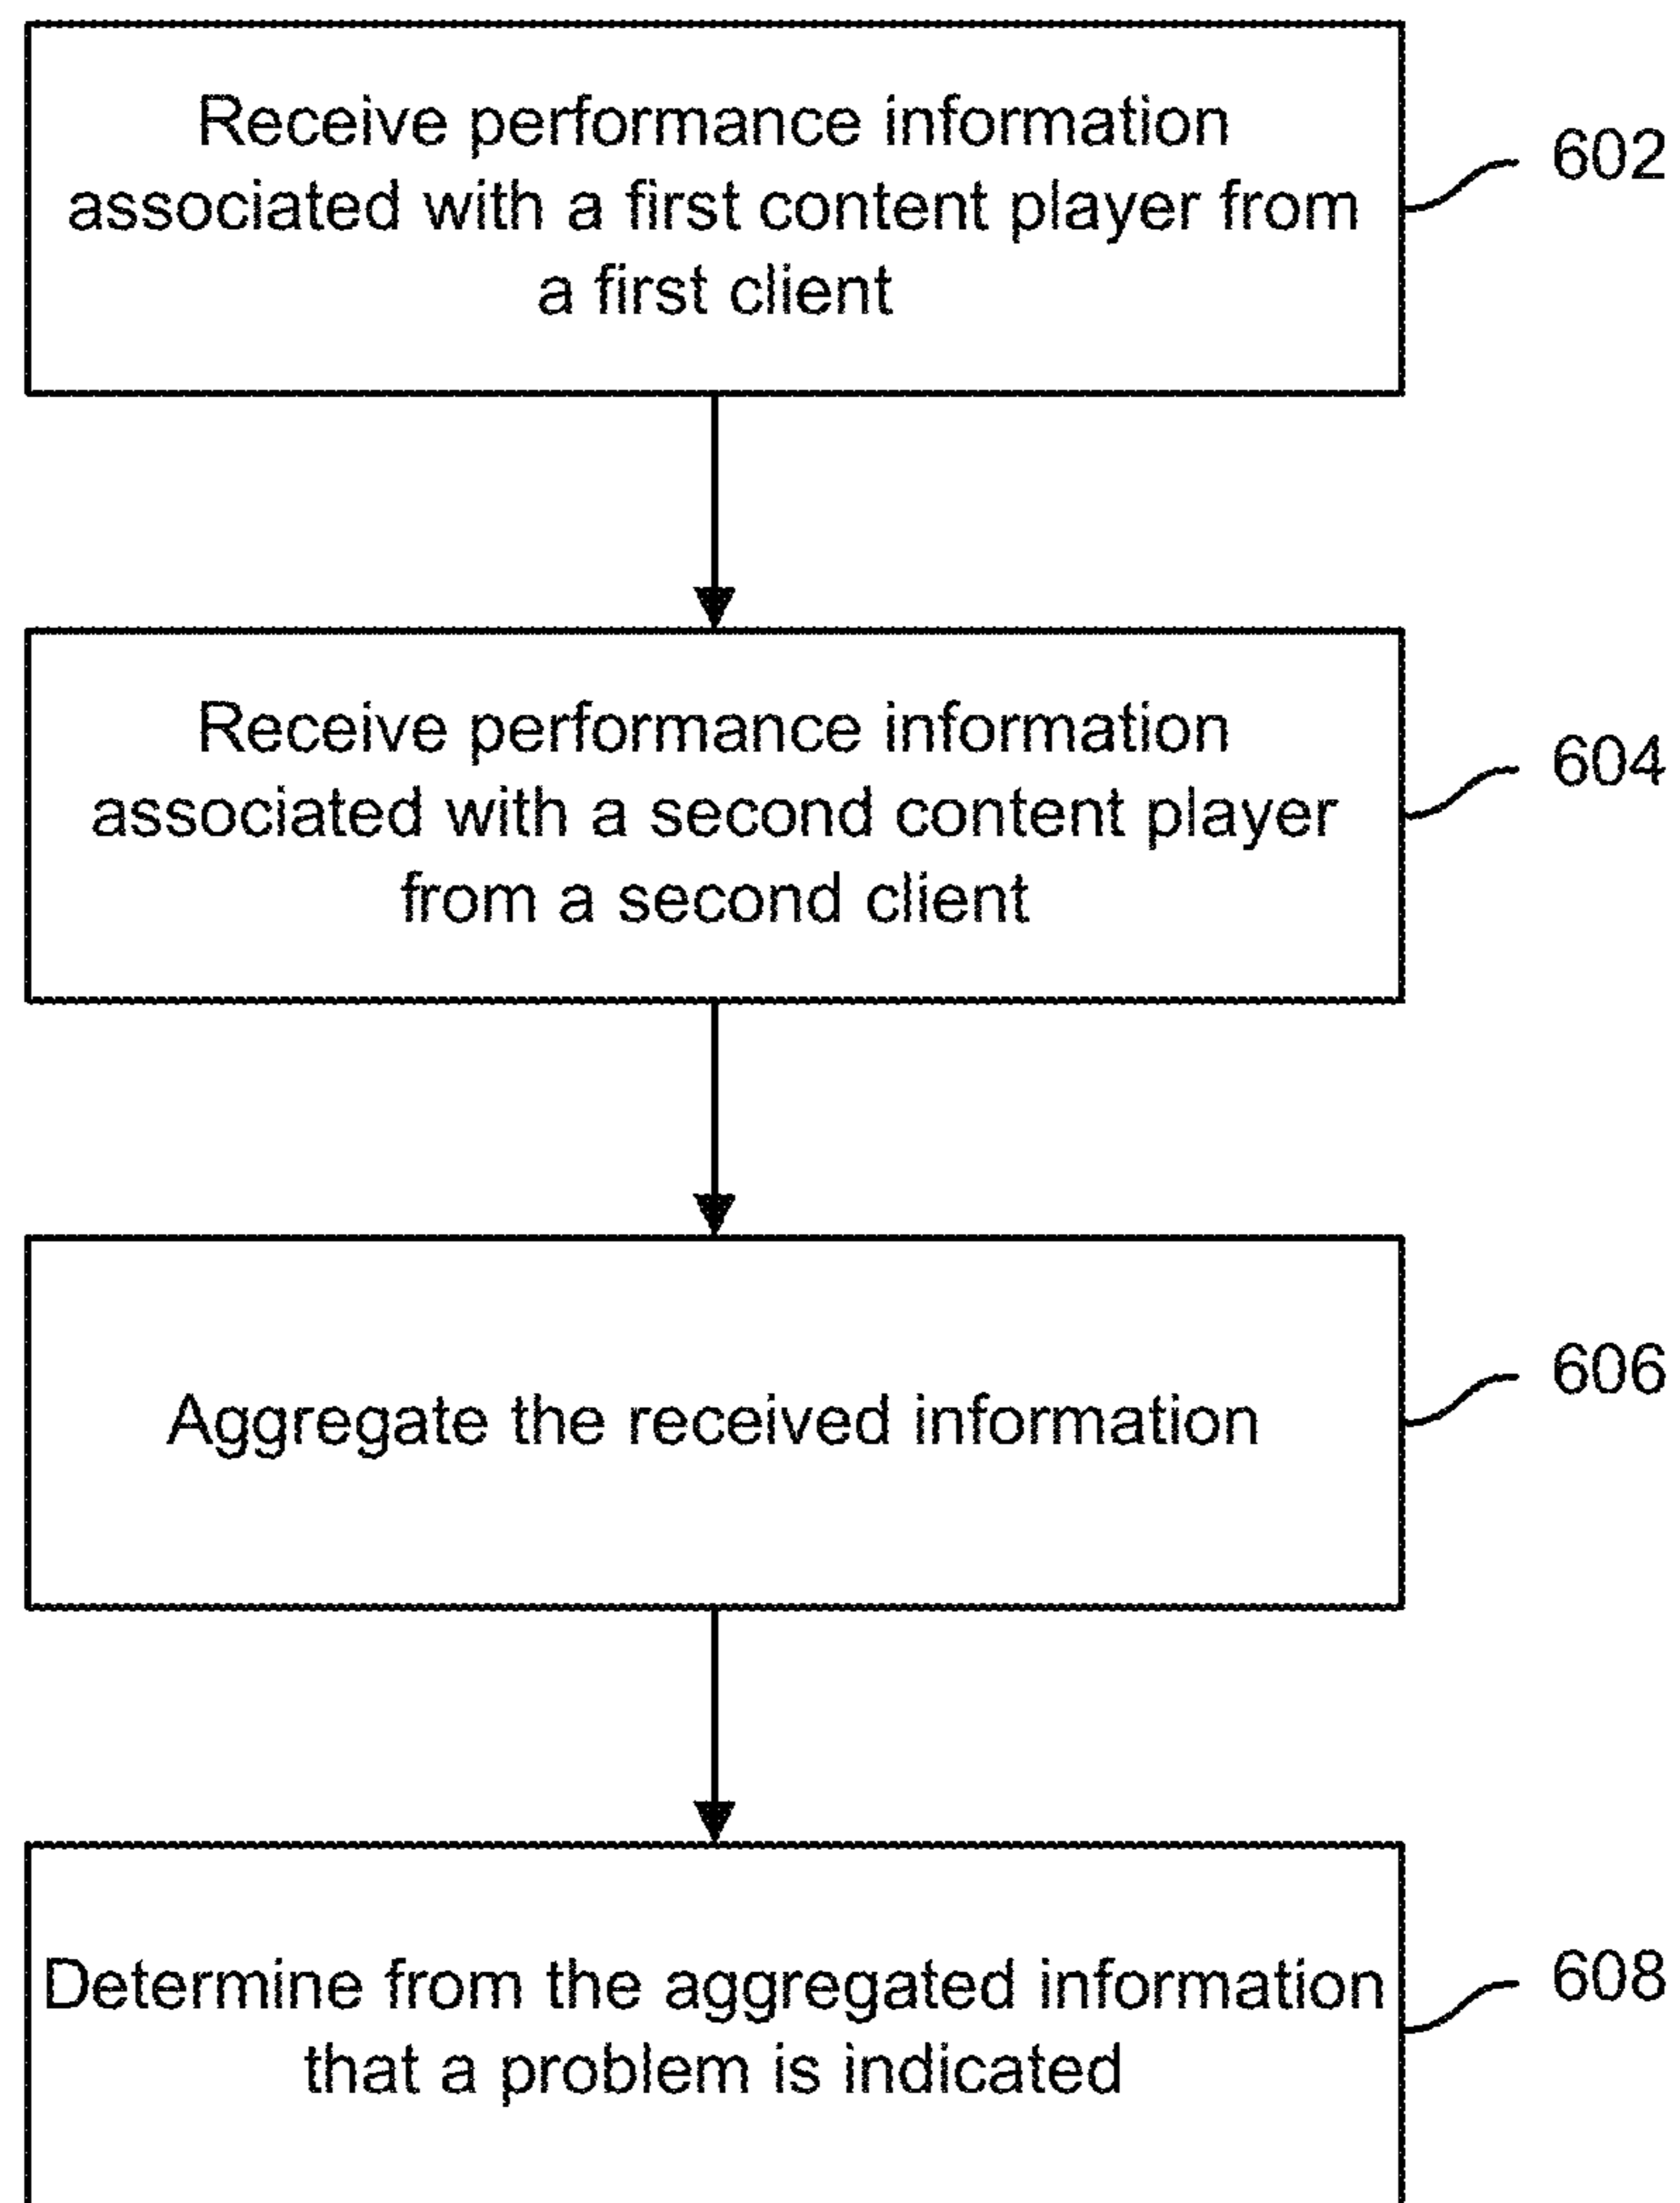 Receive performance information
associated with a first content player from
a first client
602
Receive performance information
associated with a second content player
from a second client
604
Aggregate the received information
606
Determine from the aggregated information
that a problem is indicated
608